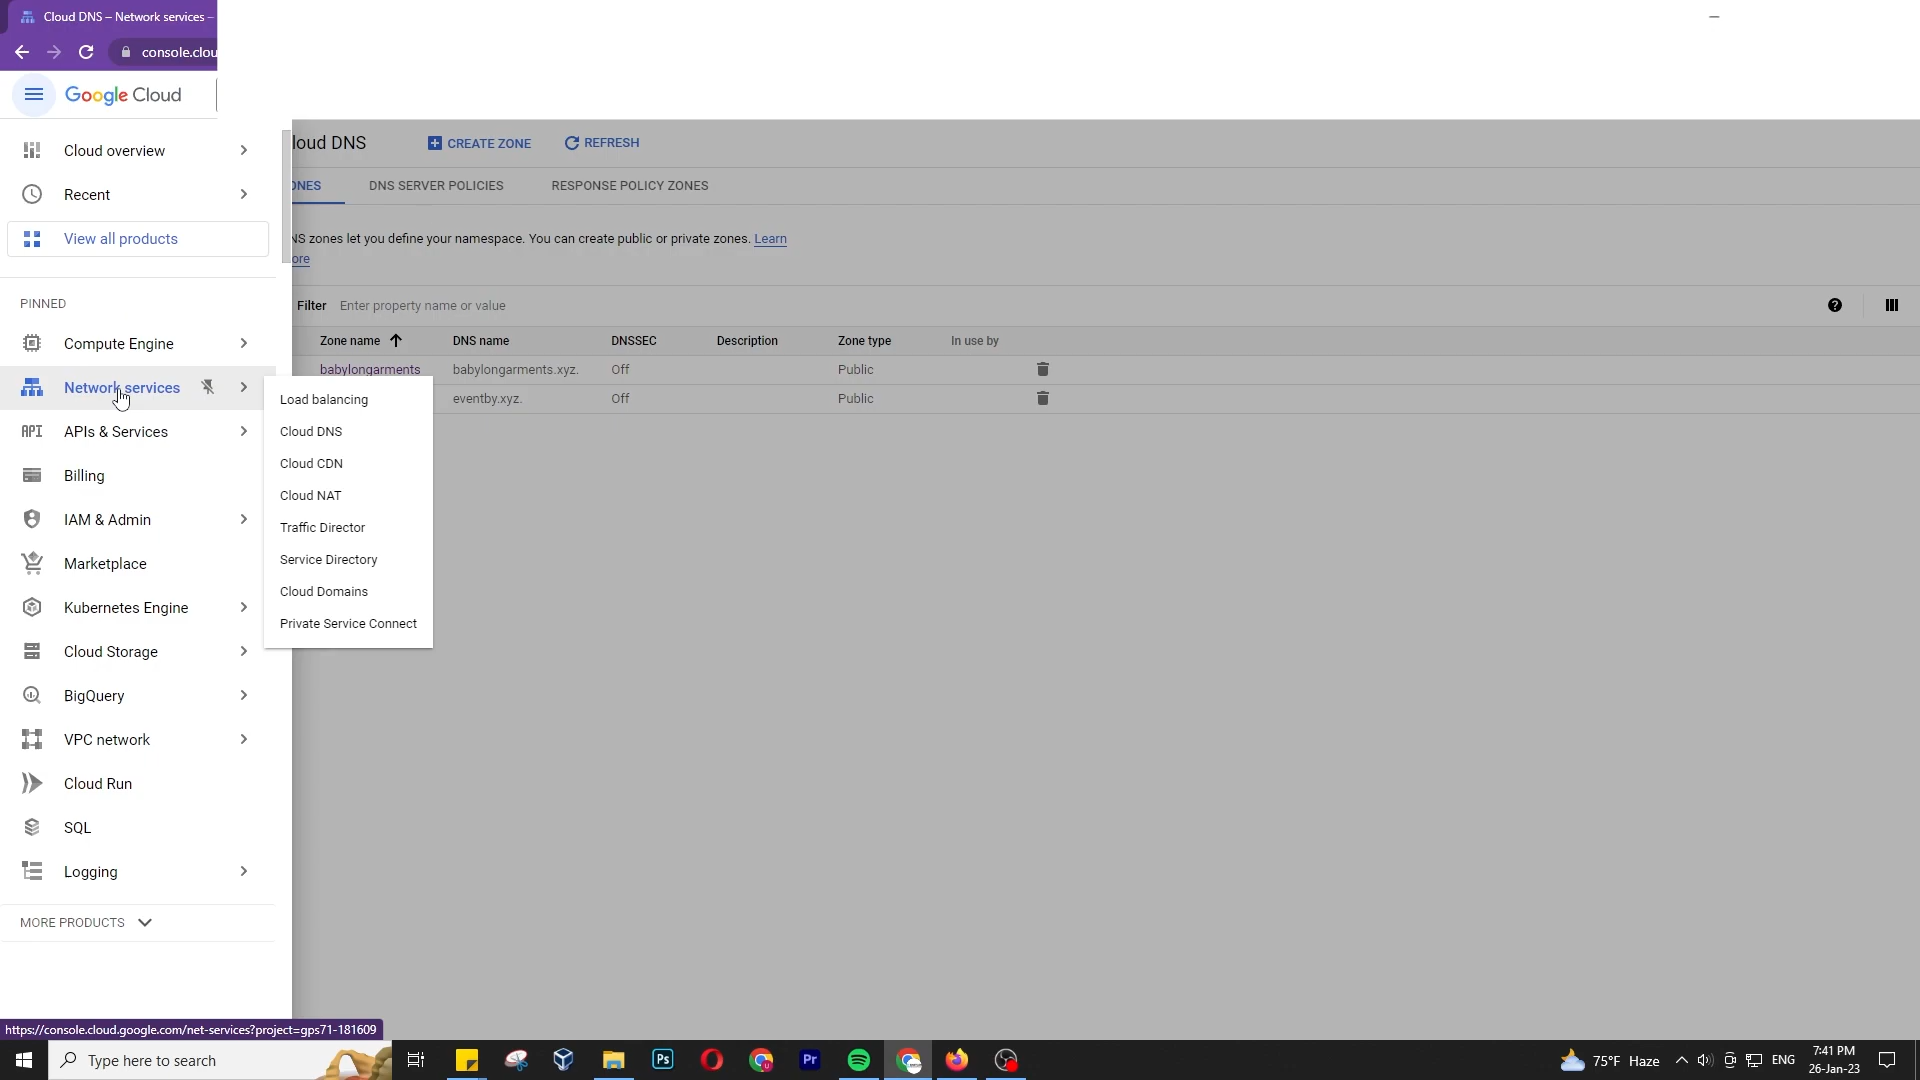 Cloud DNS – Network services –
console.clou
Google Cloud
Cloud overview
Recent
View all products
PINNED
Compute Engine
Network services
APIs & Services
Billing
IAM & Admin
Marketplace
Kubernetes Engine
Cloud Storage
BigQuery
VPC network
Cloud Run
SQL
Logging
MORE PRODUCTS
loud DNS
CREATE ZONE
REFRESH
ONES
DNS SERVER POLICIES
RESPONSE POLICY ZONES
NS zones let you define your namespace. You can create public or private zones. Learn
ore
Filter Enter property name or value
Zone name DNS name DNSSEC Description Zone type In use by
babylongarments babylongarments.xyz. Off Public
eventby.xyz. Off Public
Load balancing
Cloud DNS
Cloud CDN
Cloud NAT
Traffic Director
Service Directory
Cloud Domains
Private Service Connect
https://console.cloud.google.com/net-services?project=gps71-181609
Type here to search
75°F Haze
ENG
7:41 PM
26-Jan-23